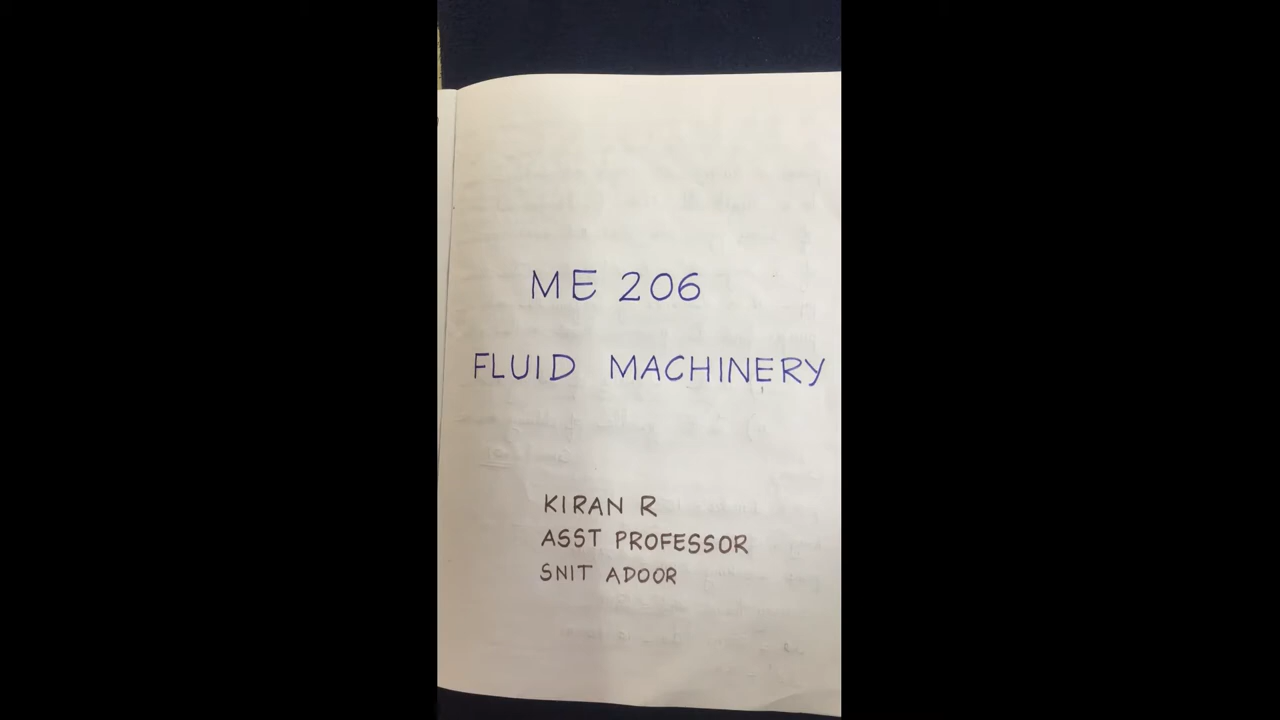 ME 206
FLUID MACHINERY
KIRAN R
ASST PROFESSOR
SNIT ADOOR